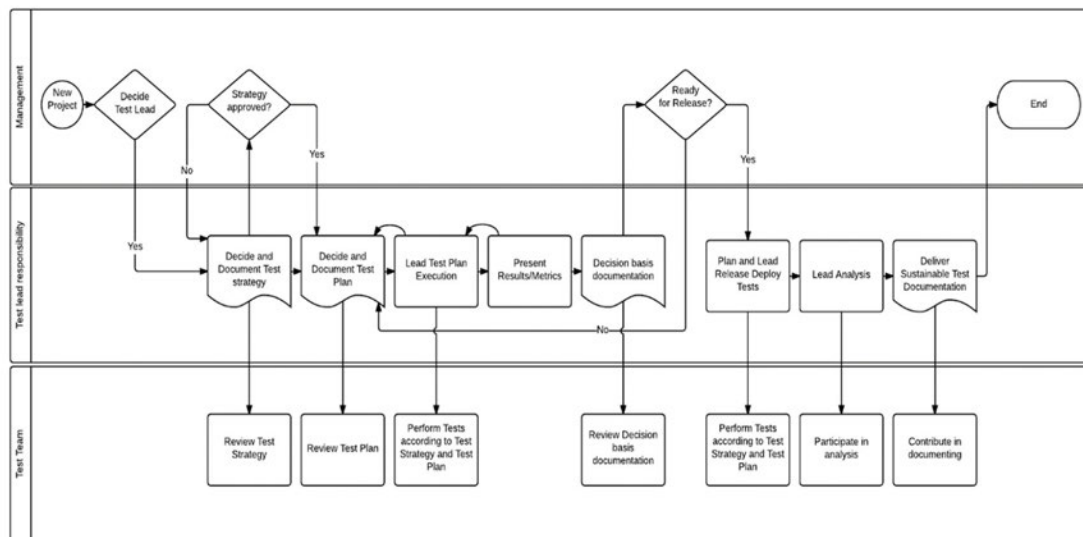 Management
New
Project
Decide
Test Lead
Strategy
approved?
Ready
for Release?
End
No
Yes
Yes
Yes
Test lead responsibility
Decide and
Document Test
strategy
Decide and
Document Test
Plan
Lead Test Plan
Execution
Present
Results/Metrics
Decision basis
documentation
Plan and Lead
Release Deploy
Tests
Lead Analysis
Deliver
Sustainable Test
Documentation
No
Test Team
Review Test
Strategy
Review Test Plan
Perform Tests
according to Test
Strategy and Test
Plan
Review Decision
basis
documentation
Perform Tests
according to Test
Strategy and Test
Plan
Participate in
analysis
Contribute in
documenting